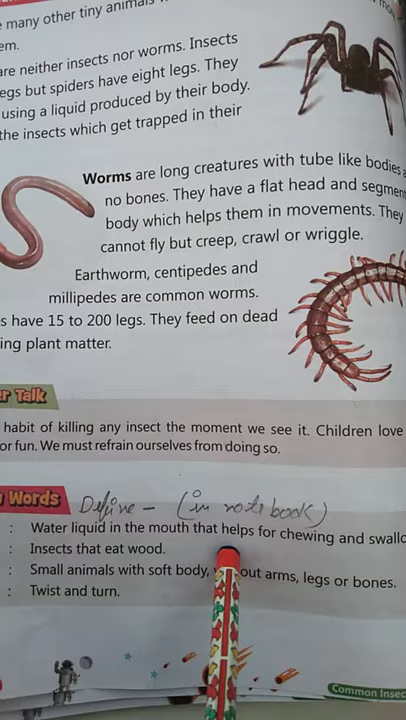 many other tiny animals
em.
are neither insects nor worms. Insects
egs but spiders have eight legs. They
using a liquid produced by their body.
the insects which get trapped in their
Worms are long creatures with tube like bodies
no bones. They have a flat head and segmen
body which helps them in movements. They
cannot fly but creep, crawl or wriggle.
Earthworm, centipedes and
millipedes are common worms.
s have 15 to 200 legs. They feed on dead
ing plant matter.
er Talk
habit of killing any insect the moment we see it. Children love
or fun. We must refrain ourselves from doing so.
Words Define - (in notebook)
: Water liquid in the mouth that helps for chewing and swallo
: Insects that eat wood.
: Small animals with soft body, out arms, legs or bones.
: Twist and turn.
Common Insec